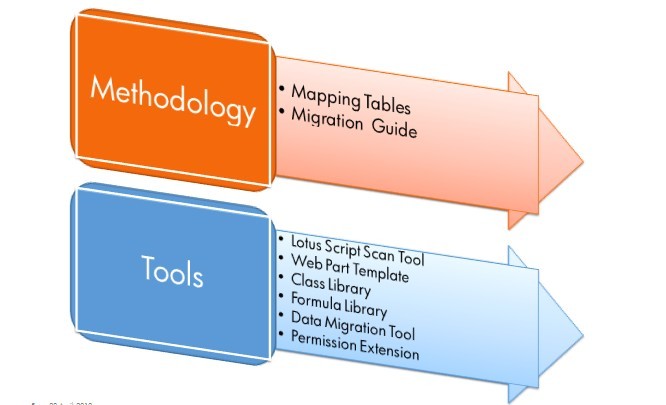 Methodology
• Mapping Tables
• Migration Guide
Tools
• Lotus Script Scan Tool
• Web Part Template
• Class Library
• Formula Library
• Data Migration Tool
• Permission Extension